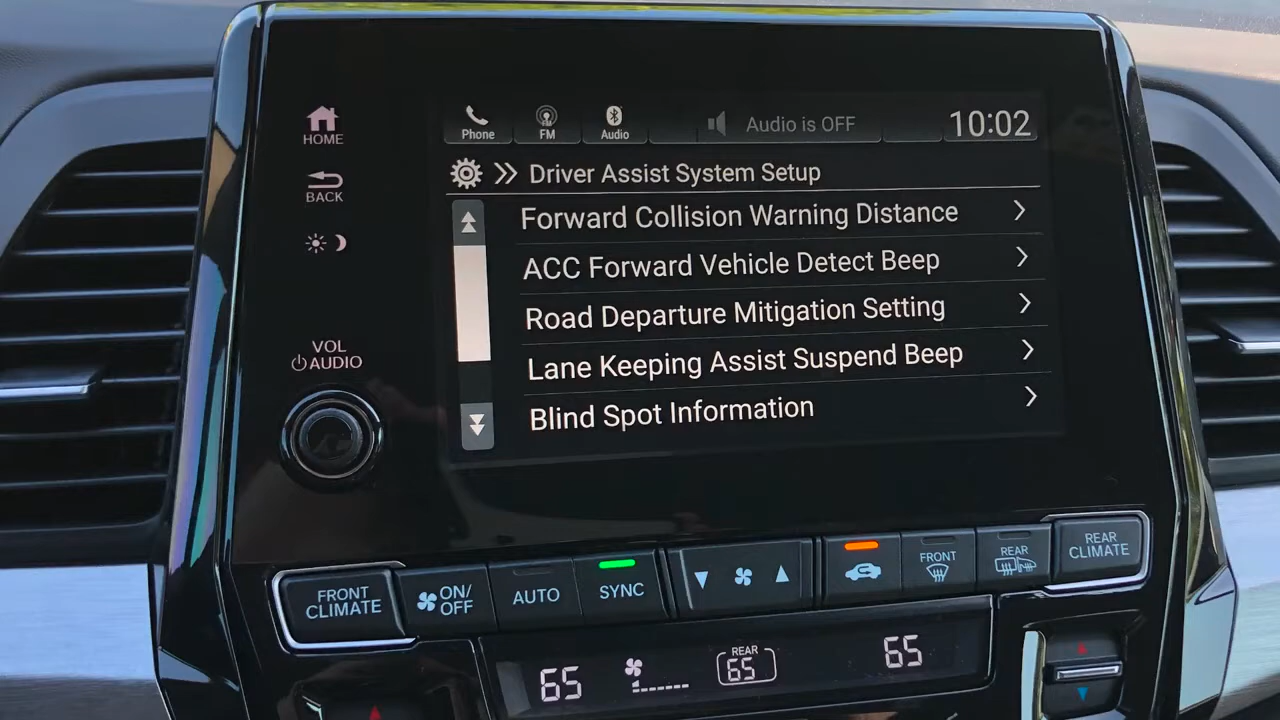 HOME
BACK
VOL
AUDIO
Phone
FM
FM
Audio
Audio is OFF
10:02
Driver Assist System Setup
Forward Collision Warning Distance
ACC Forward Vehicle Detect Beep
Road Departure Mitigation Setting
Lane Keeping Assist Suspend Beep
Blind Spot Information
FRONT
CLIMATE
ON/
OFF
AUTO
SYNC
FRONT
REAR
REAR
CLIMATE
65
REAR
65
65